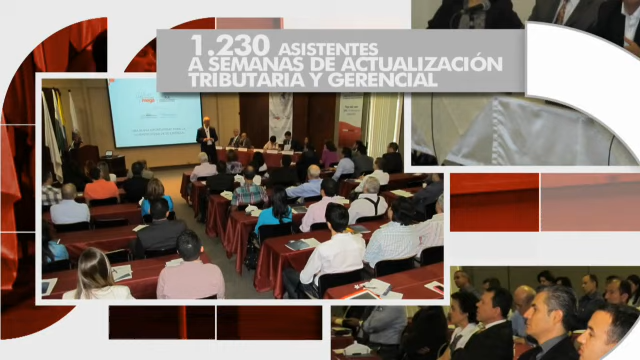 1.230 ASISTENTES
A SEMANAS DE ACTUALIZACIÓN
TRIBUTARIA Y GERENCIAL